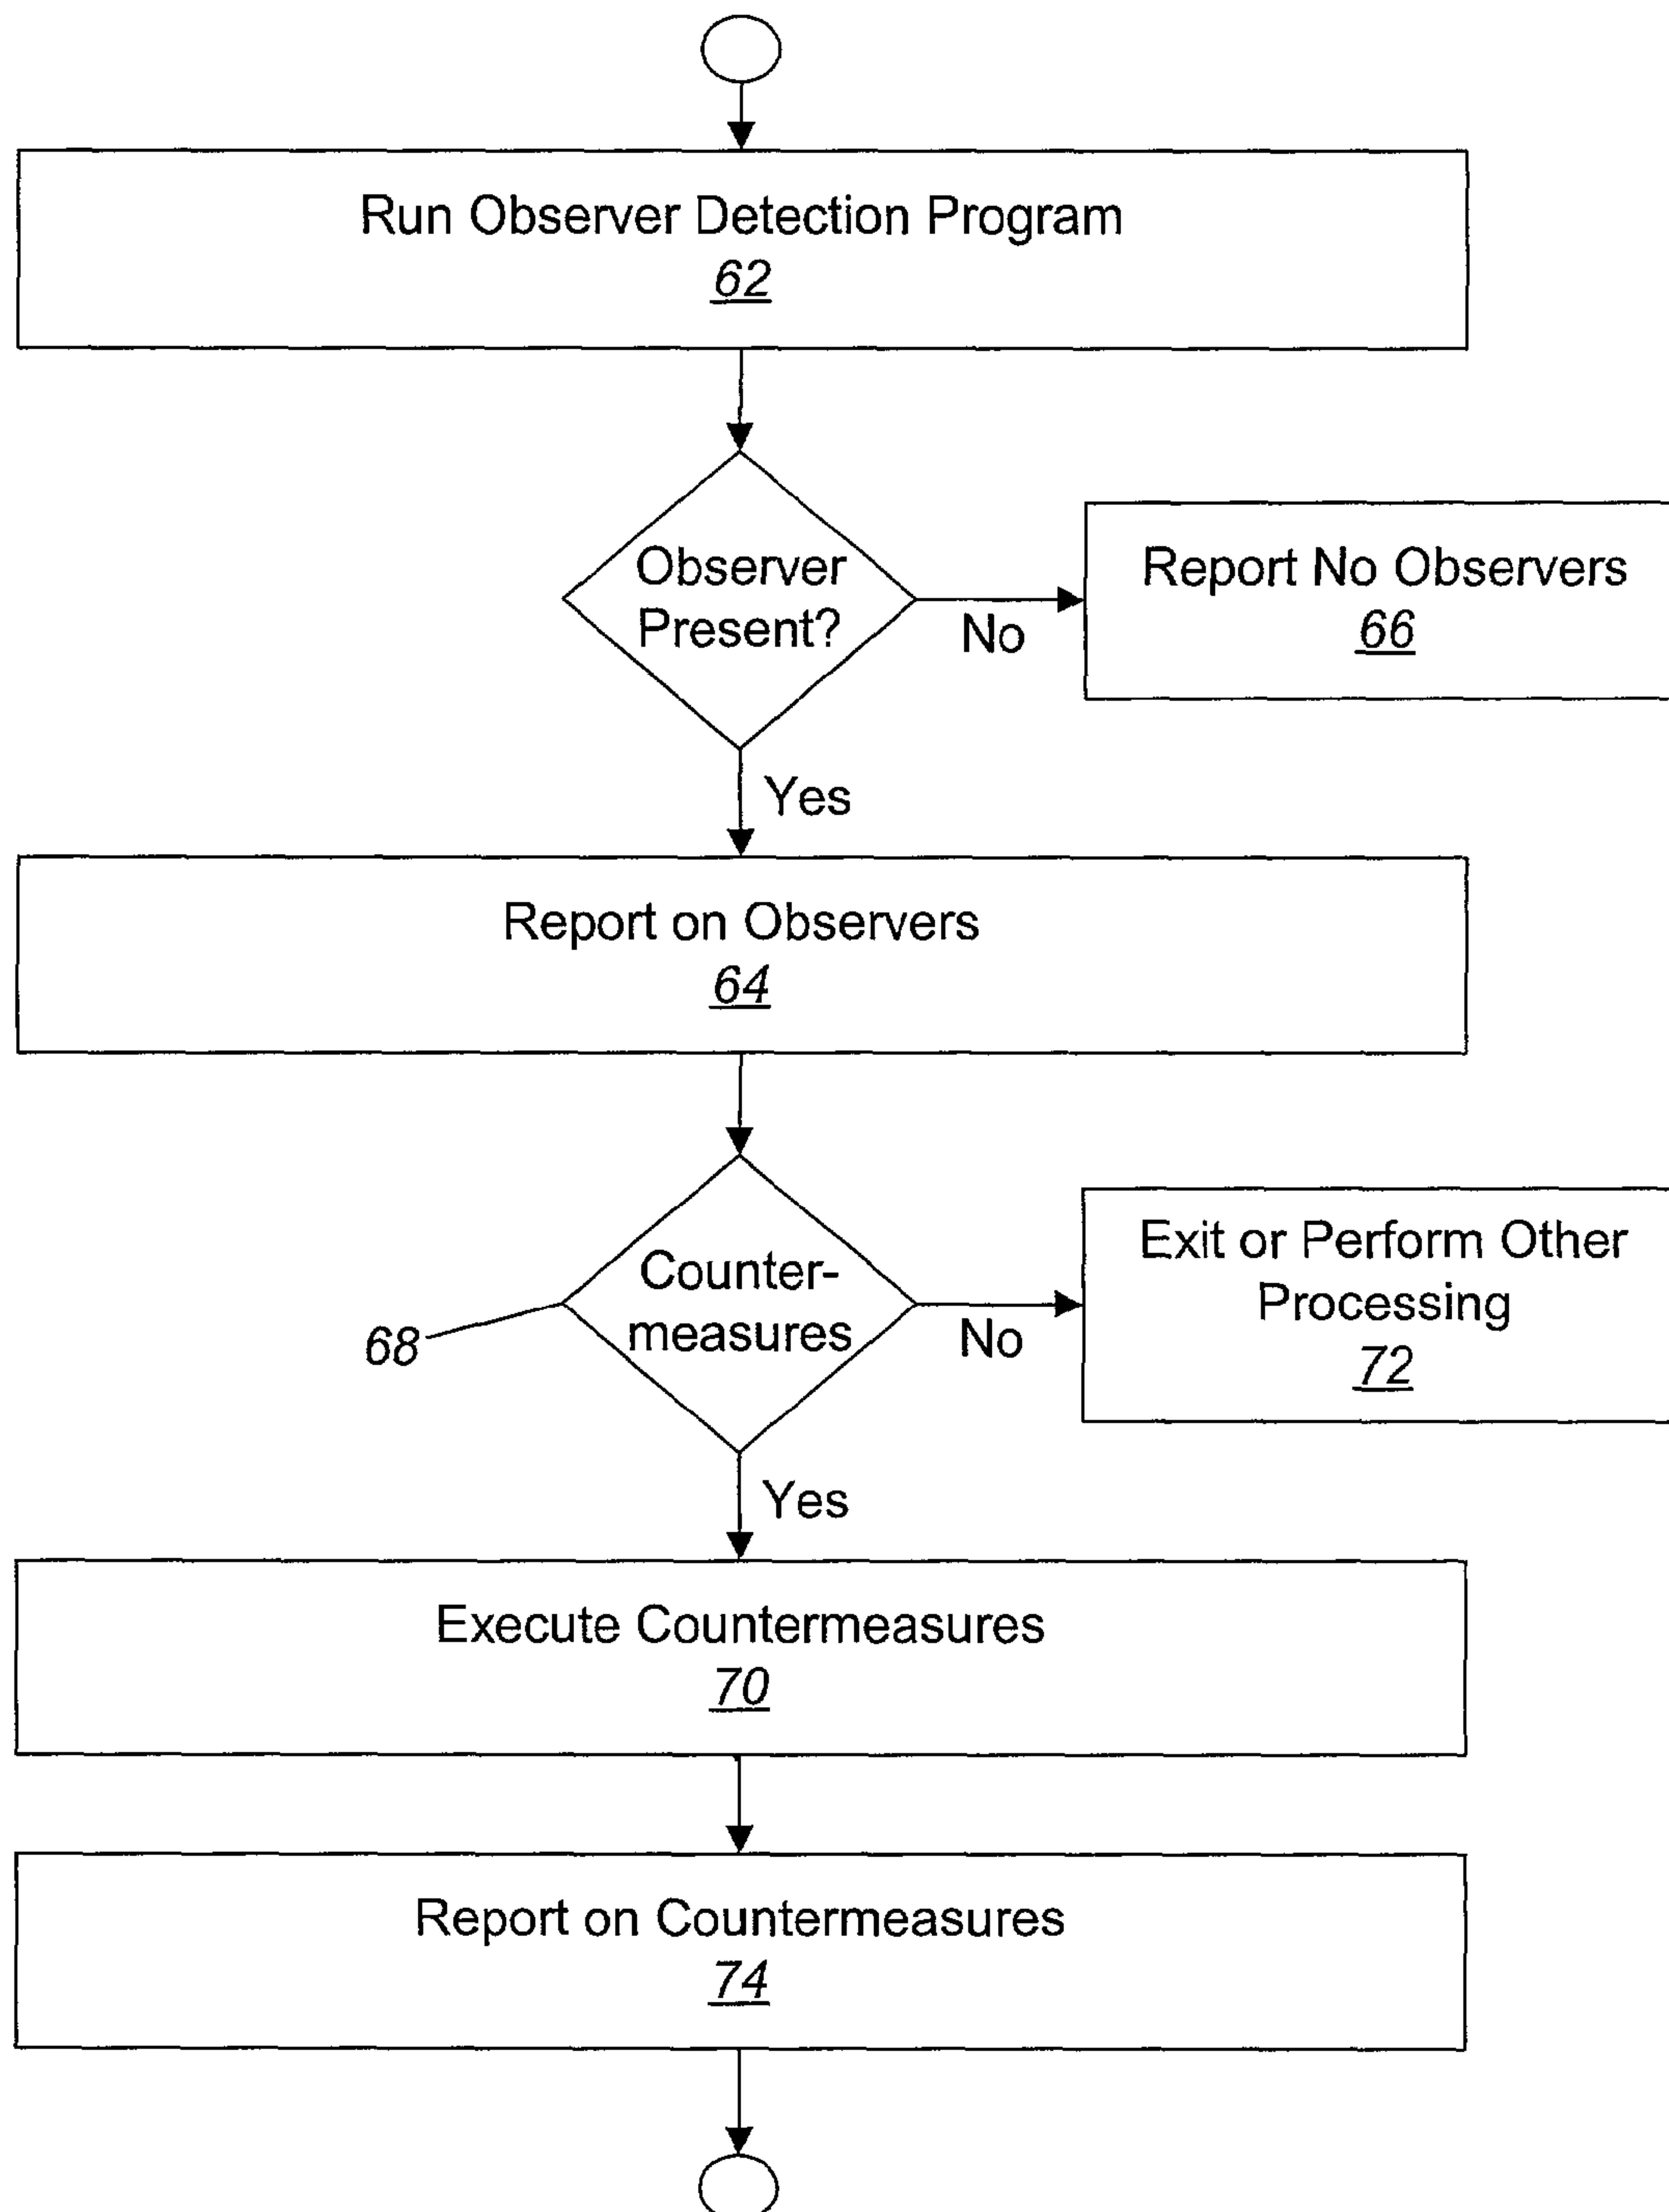 Run Observer Detection Program
62
Observer
Present?
No
Report No Observers
66
Yes
Report on Observers
64
Counter-
measures
68
No
Exit or Perform Other
Processing
72
Yes
Execute Countermeasures
70
Report on Countermeasures
74